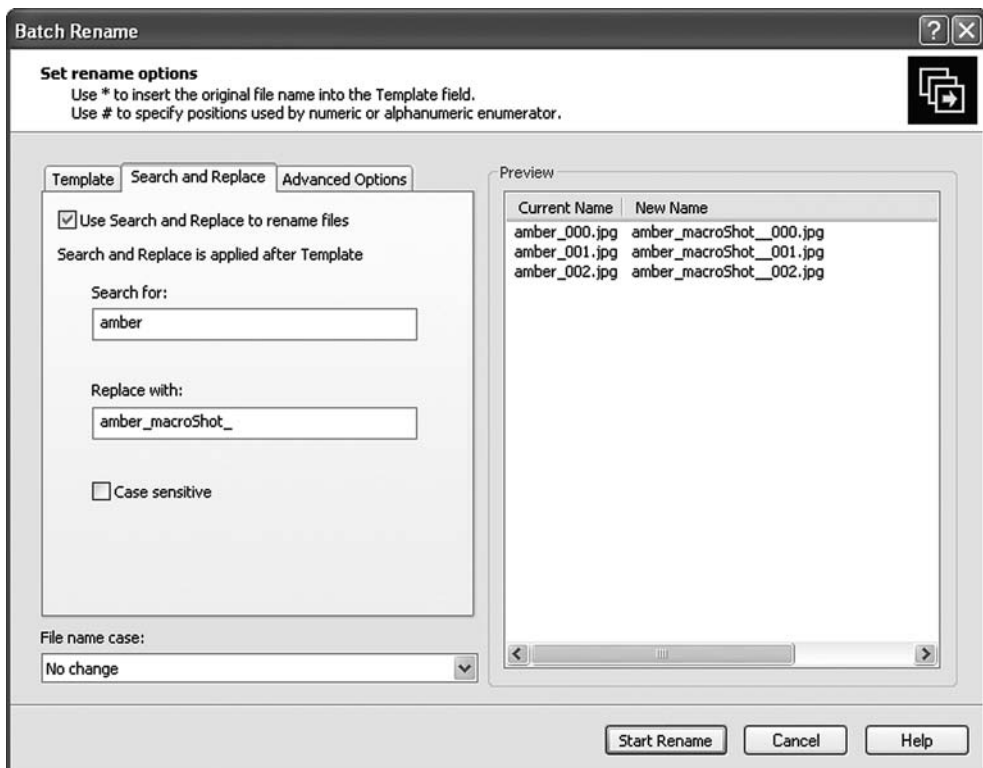 Batch Rename
Set rename options
Use * to insert the original file name into the Template field.
Use # to specify positions used by numeric or alphanumeric enumerator.
Template Search and Replace Advanced Options
Use Search and Replace to rename files
Search and Replace is applied after Template
Search for:
amber
Replace with:
amber_macroShot_
Case sensitive
File name case:
No change
Preview
Current Name New Name
amber_000.jpg amber_macroShot__000.jpg
amber_001.jpg amber_macroShot__001.jpg
amber_002.jpg amber_macroShot__002.jpg
Start Rename Cancel Help